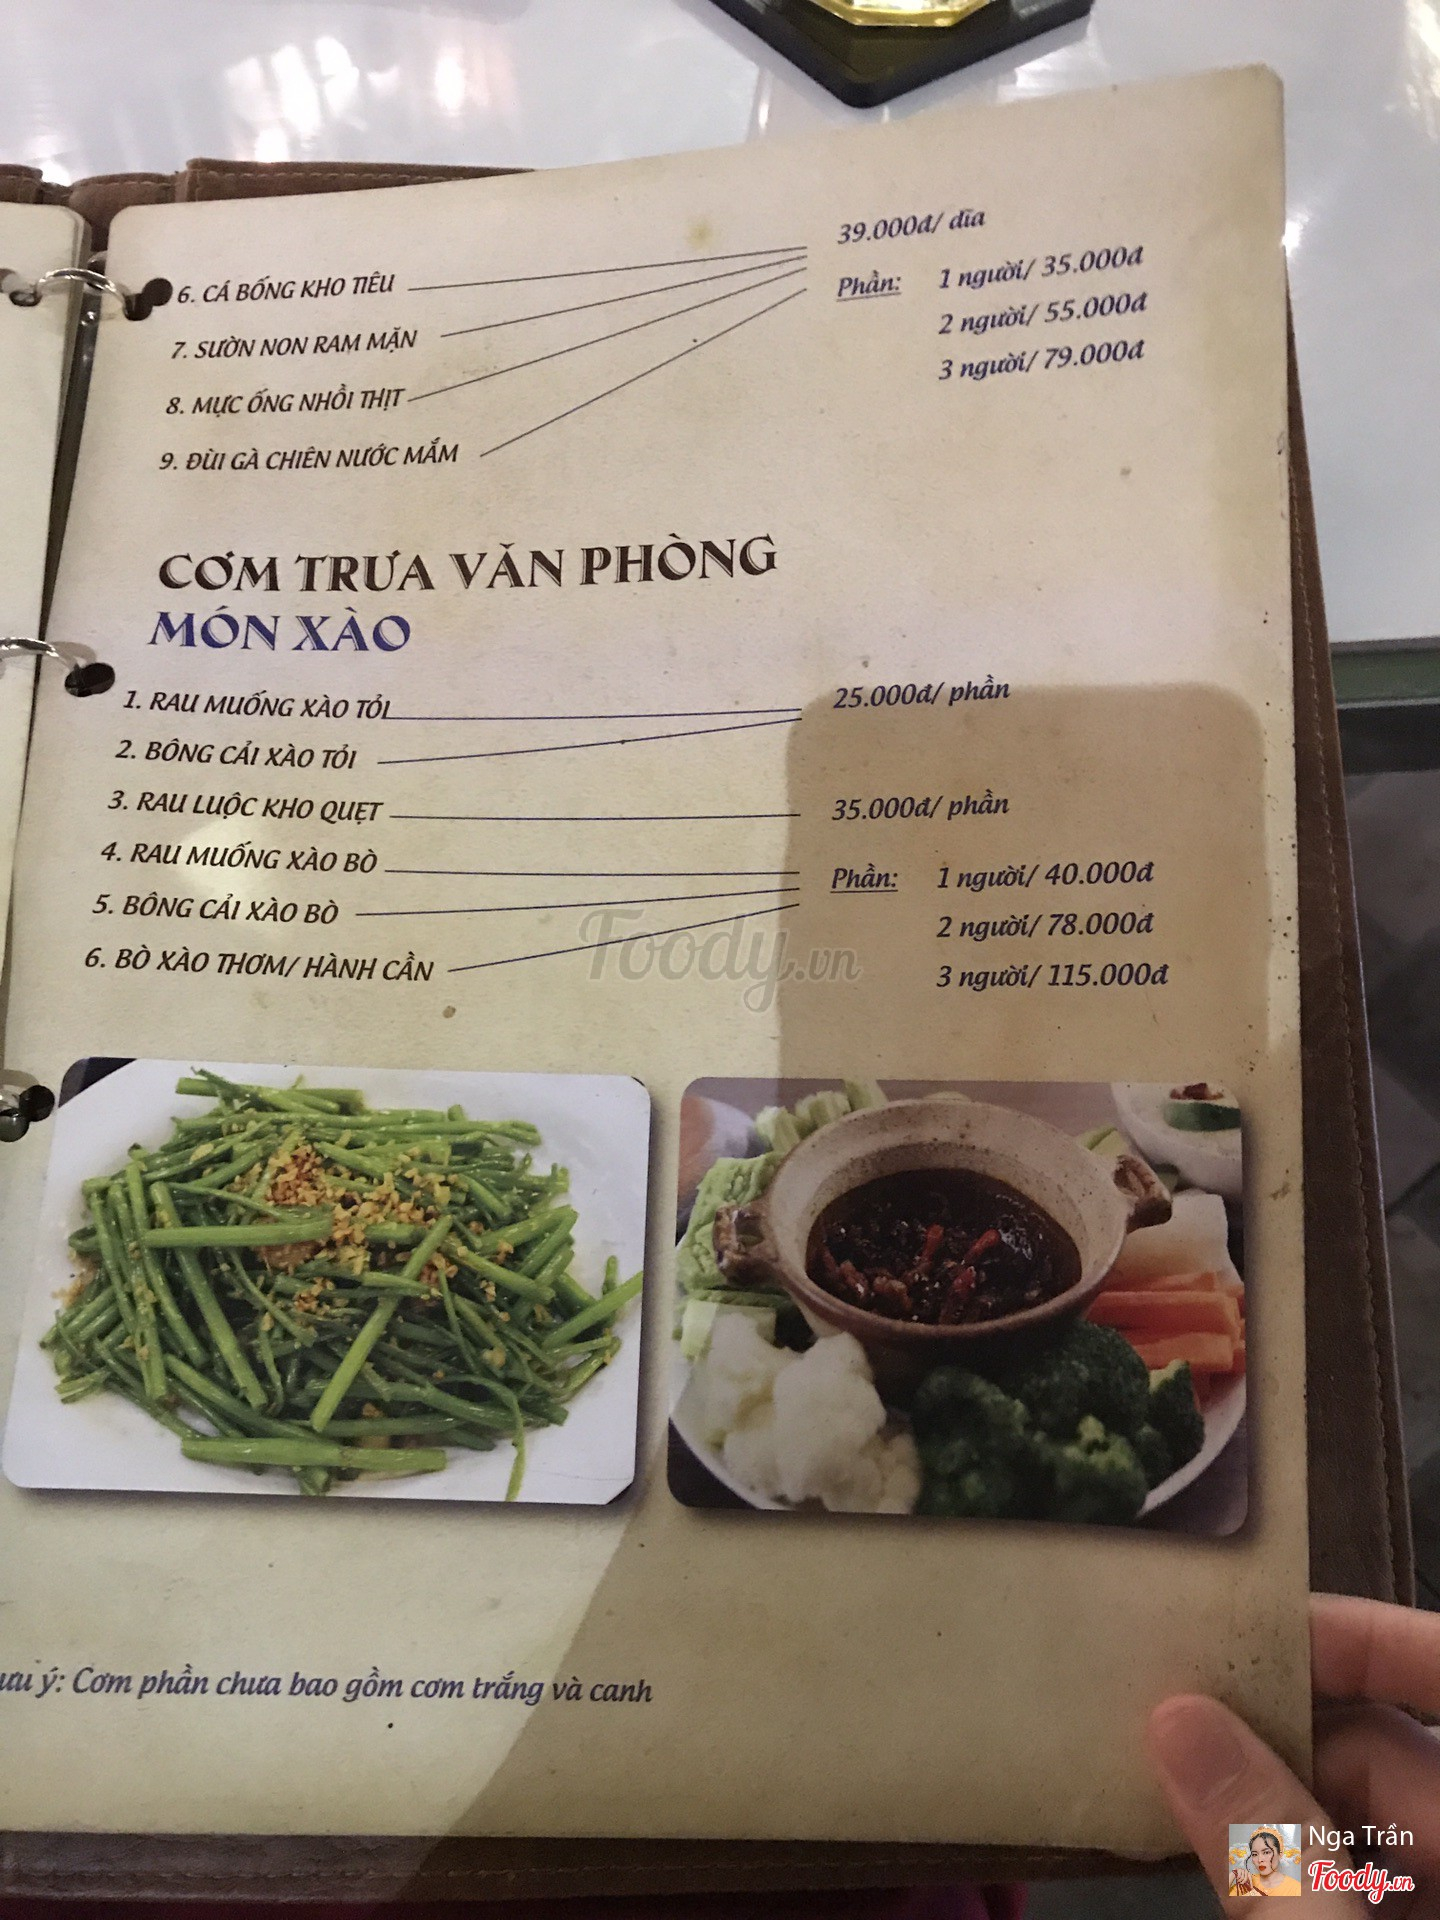 39.000đ/ dĩa
6. CÁ BỐNG KHO TIÊU
Phần: 1 người/ 35.000đ
7. SƯỜN NON RAM MẶN
2 người/ 55.000đ
8. MỰC ỐNG NHỒI THỊT
3 người/ 79.000đ
9. ĐÙI GÀ CHIÊN NƯỚC MẮM
CƠM TRƯA VĂN PHÒNG
MÓN XÀO
1. RAU MUỐNG XÀO TỎI
25.000đ/ phần
2. BÔNG CẢI XÀO TỎI
3. RAU LUỘC KHO QUẸT
35.000đ/ phần
4. RAU MUỐNG XÀO BÒ
Phần: 1 người/ 40.000đ
5. BÔNG CẢI XÀO BÒ
2 người/ 78.000đ
6. BÒ XÀO THƠM/ HÀNH CẦN
3 người/ 115.000đ
Foody.vn
ưu ý: Cơm phần chưa bao gồm cơm trắng và canh
Nga Trần
Foody.vn